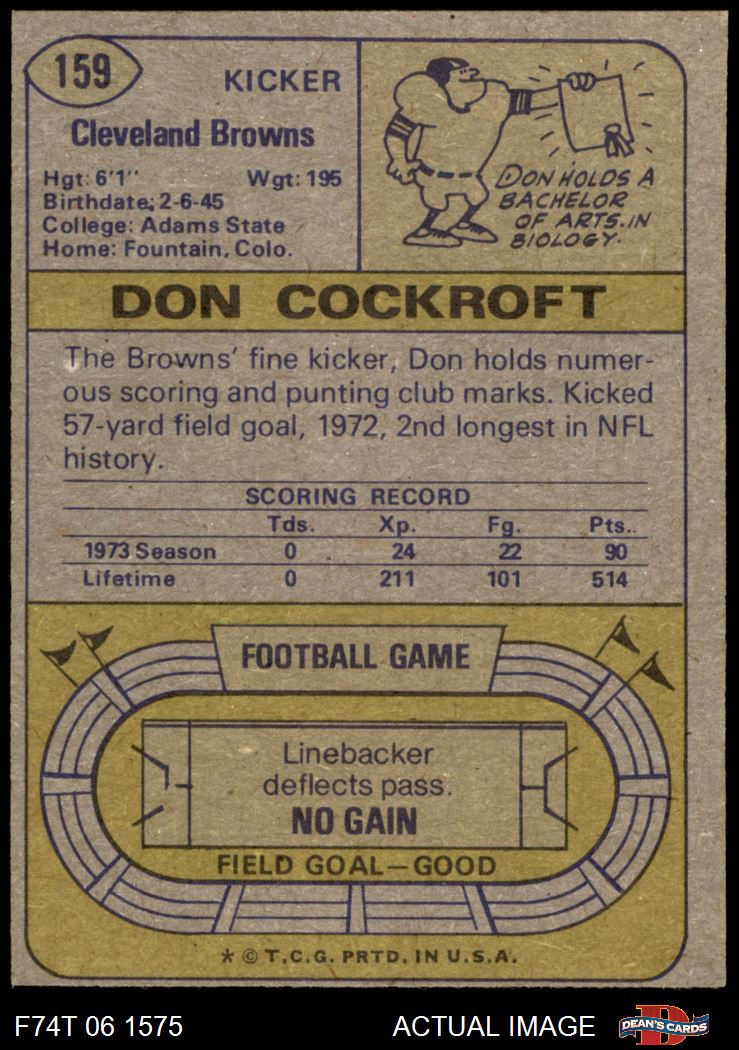 159
KICKER
Cleveland Browns
Hgt: 6'1" Wgt: 195
Birthdate: 2-6-45
College: Adams State
Home: Fountain, Colo.
DON HOLDS A
BACHELOR
OF ARTS. IN
BIOLOGY.
DON COCKROFT
The Browns' fine kicker, Don holds numer-
ous scoring and punting club marks. Kicked
57-yard field goal, 1972, 2nd longest in NFL
history.
SCORING RECORD
Tds. Xp. Fg. Pts.
1973 Season 0 24 22 90
Lifetime 0 211 101 514
FOOTBALL GAME
Linebacker
deflects pass.
NO GAIN
FIELD GOAL—GOOD
* © T.C.G. PRTD. IN U.S.A.
F74T 06 1575 ACTUAL IMAGE D DEAN'S CARDS